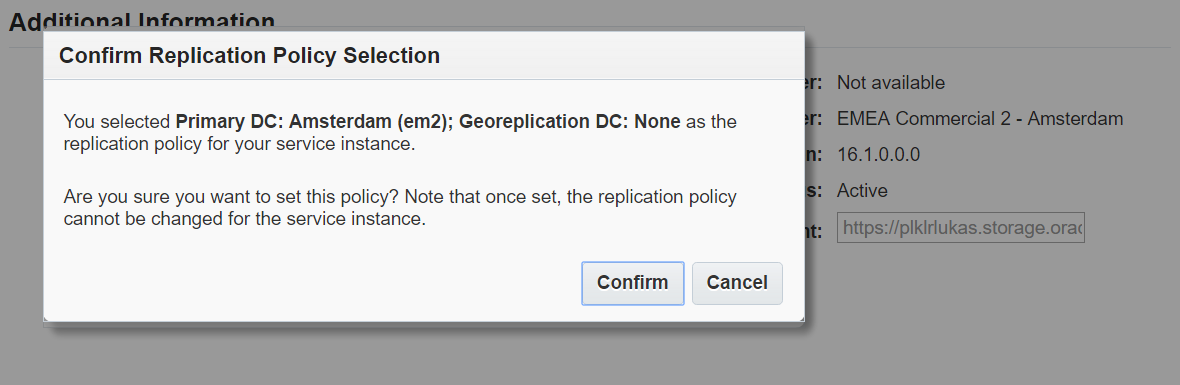 Additional Information
Confirm Replication Policy Selection
You selected Primary DC: Amsterdam (em2); Georeplication DC: None as the
replication policy for your service instance.
Are you sure you want to set this policy? Note that once set, the replication policy
cannot be changed for the service instance.
Confirm Cancel
er: Not available
er: EMEA Commercial 2 - Amsterdam
n: 16.1.0.0.0
s: Active
nt: https://plklrlukas.storage.orac